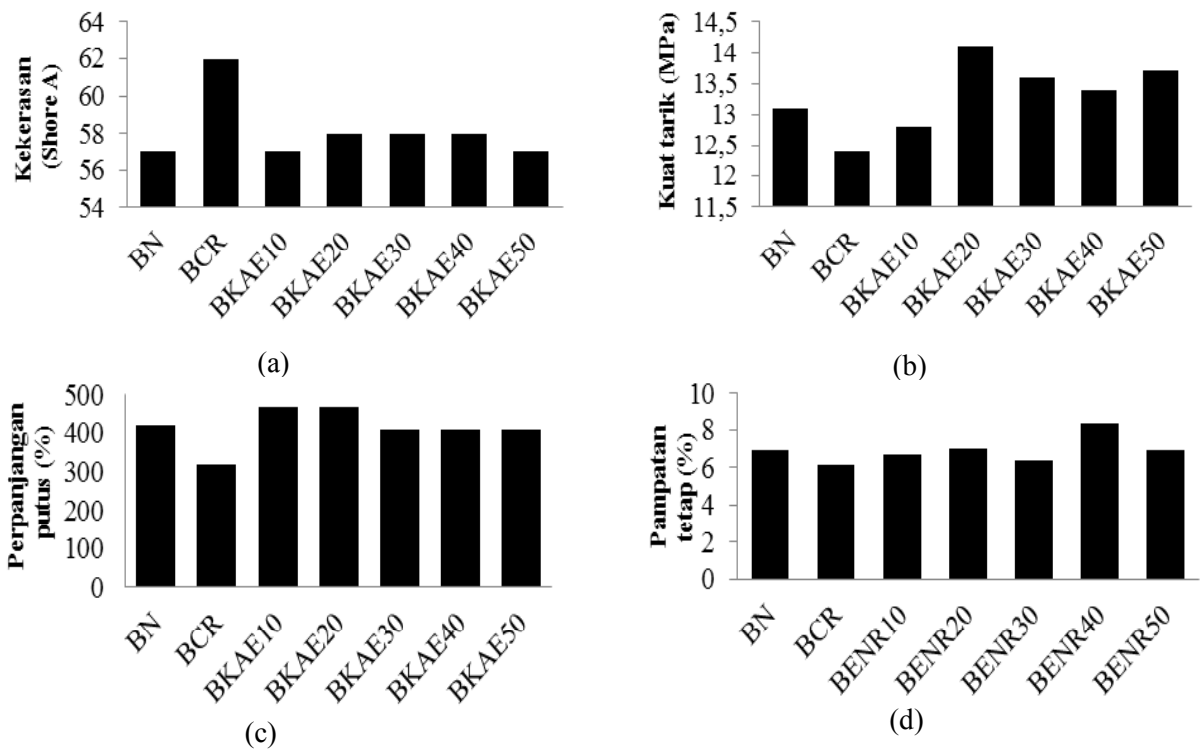 Kekerasan
(Shore A)
64
62
60
58
56
54
BN
BCR
BKAE10
BKAE20
BKAE30
BKAE40
BKAE50
(a)
Kuat tarik (MPa)
14,5
14
13,5
13
12,5
12
11,5
BN
BCR
BKAE10
BKAE20
BKAE30
BKAE40
BKAE50
(b)
Perpanjangan
putus (%)
500
400
300
200
100
0
BN
BCR
BKAE10
BKAE20
BKAE30
BKAE40
BKAE50
(c)
Pampatan
tetap (%)
10
8
6
4
2
0
BN
BCR
BENR10
BENR20
BENR30
BENR40
BENR50
(d)